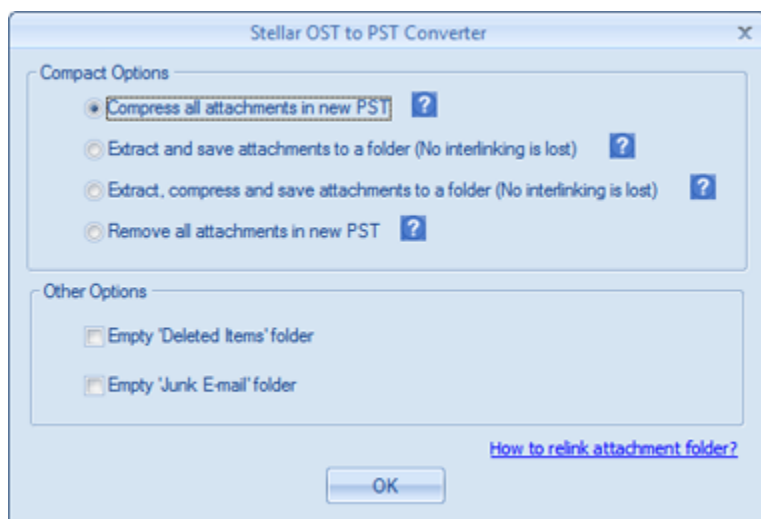 Stellar OST to PST Converter
x
Compact Options
Compress all attachments in new PST ?
Extract and save attachments to a folder (No interlinking is lost) ?
Extract, compress and save attachments to a folder (No interlinking is lost) ?
Remove all attachments in new PST ?
Other Options
Empty 'Deleted Items' folder
Empty 'Junk E-mail' folder
How to relink attachment folder?
OK